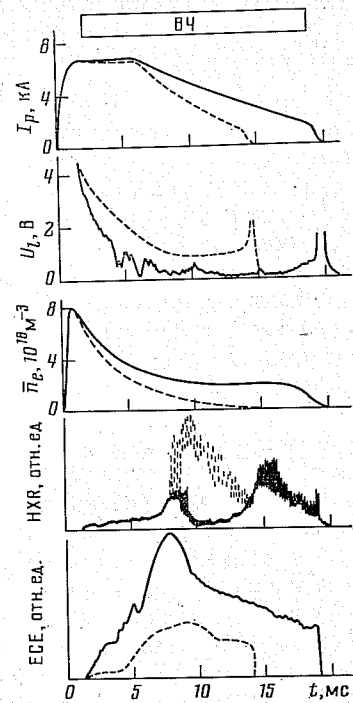 ВЧ
8
4
0
I_p, кА
4
2
0
U_l, В
8
4
0
n̄_e, 10^18 м^-3
HXR, отн. ед.
ECE, отн. ед.
0 5 10 15 t, мс